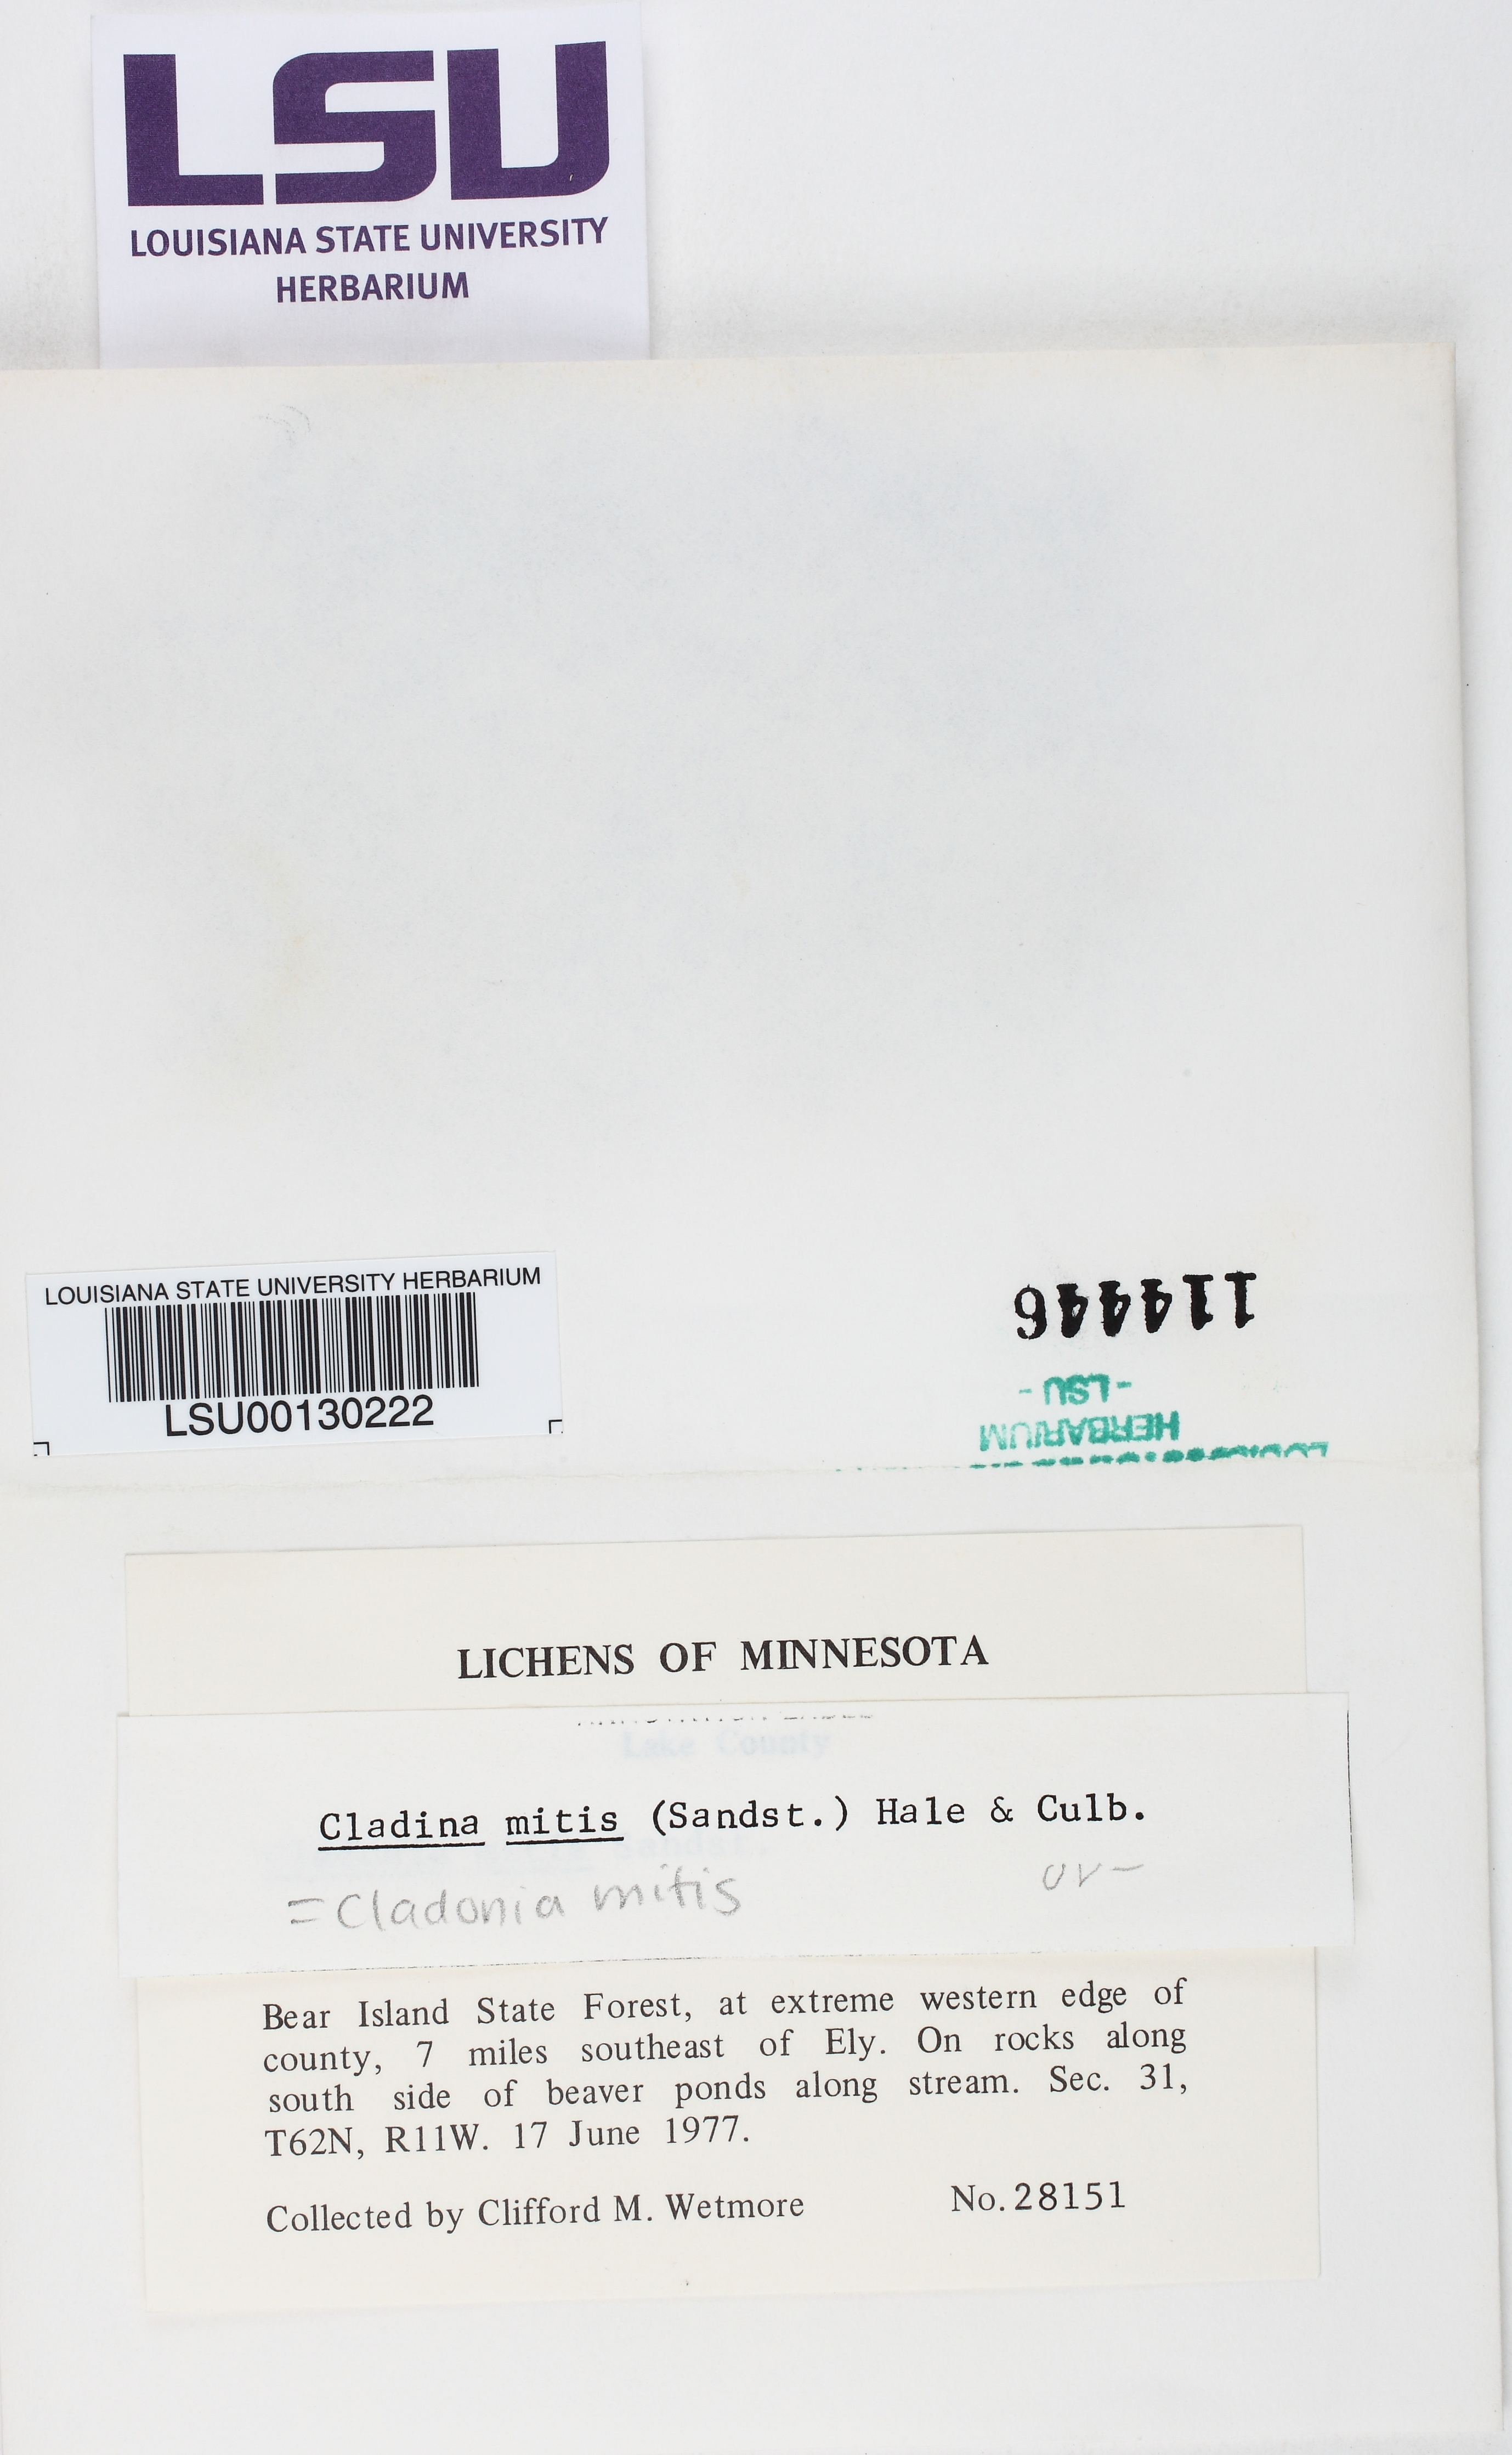 LSU
LOUISIANA STATE UNIVERSITY
HERBARIUM
LOUISIANA STATE UNIVERSITY HERBARIUM
LSU00130222
114446
- LSU -
HERBARIUM
LICHENS OF MINNESOTA
Lake County
Cladina mitis (Sandst.) Hale & Culb.
= Cladonia mitis UV-
Bear Island State Forest, at extreme western edge of
county, 7 miles southeast of Ely. On rocks along
south side of beaver ponds along stream. Sec. 31,
T62N, R11W. 17 June 1977.
Collected by Clifford M. Wetmore No. 28151